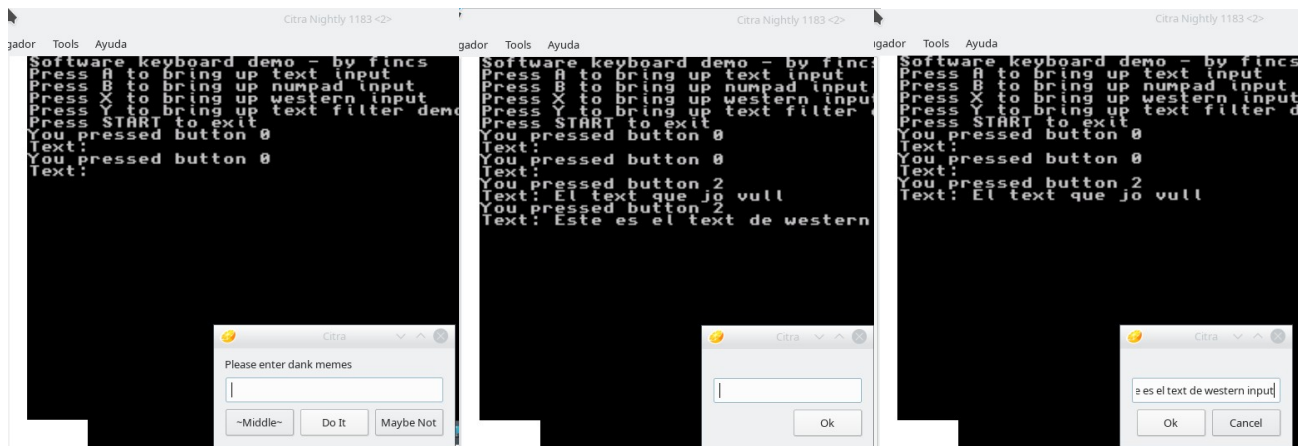 Citra Nightly 1183 <2>
gador Tools Ayuda
Software keyboard demo - by fincs
Press A to bring up text input
Press B to bring up numpad input
Press X to bring up western input
Press Y to bring up text filter demo
Press START to exit
You pressed button 0
Text:
You pressed button 0
Text:
Citra
Please enter dank memes
~Middle~ Do It Maybe Not
Citra Nightly 1183 <2>
gador Tools Ayuda
Software keyboard demo - by fincs
Press A to bring up text input
Press B to bring up numpad input
Press X to bring up western input
Press Y to bring up text filter
Press START to exit
You pressed button 0
Text:
You pressed button 0
Text:
You pressed button 2
Text: El text que jo vull
You pressed button 2
Text: Este es el text de western
Citra
Ok
Citra Nightly 1183 <2>
gador Tools Ayuda
Software keyboard demo - by fincs
Press A to bring up text input
Press B to bring up numpad input
Press X to bring up western input
Press Y to bring up text filter d
Press START to exit
You pressed button 0
Text:
You pressed button 0
Text:
You pressed button 2
Text: El text que jo vull
Citra
e es el text de western input
Ok Cancel